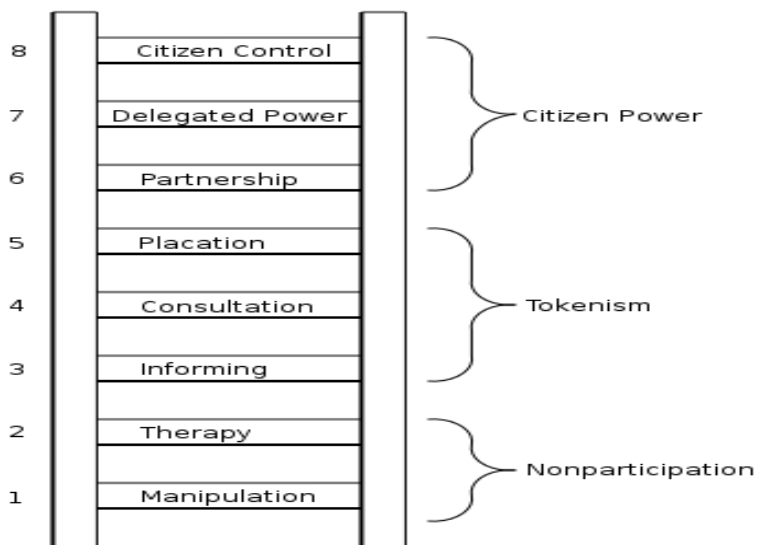 8 Citizen Control
7 Delegated Power Citizen Power
6 Partnership
5 Placation
4 Consultation Tokenism
3 Informing
2 Therapy
Nonparticipation
1 Manipulation